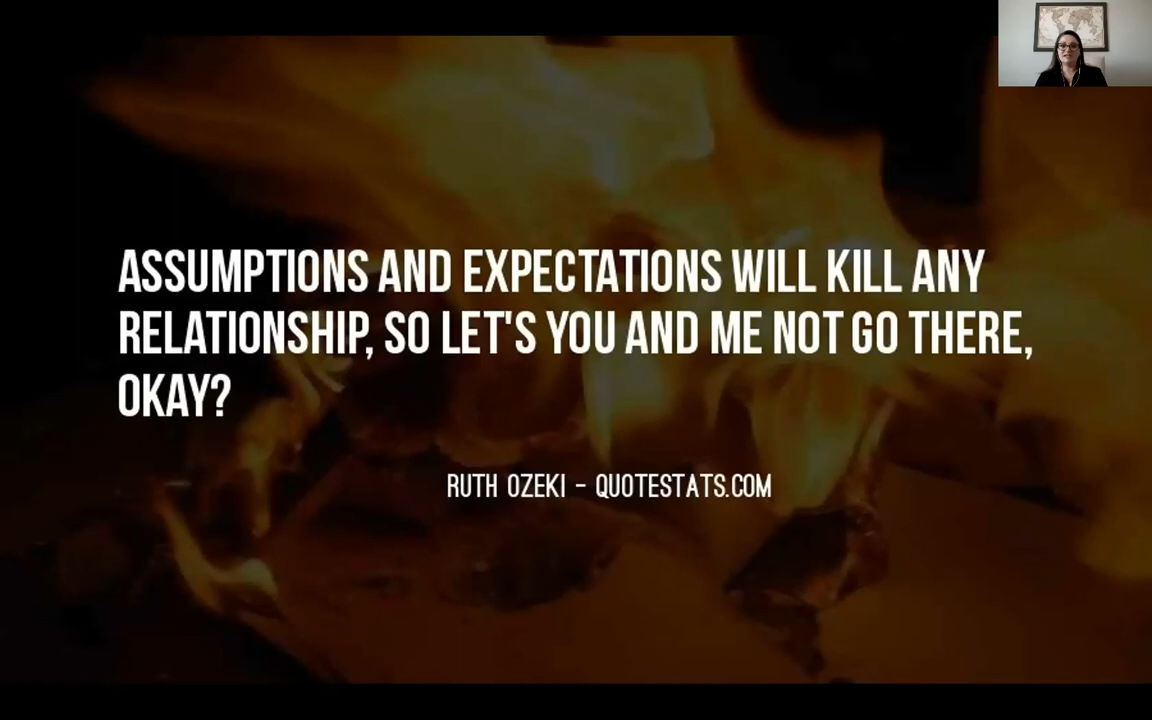 ASSUMPTIONS AND EXPECTATIONS WILL KILL ANY
RELATIONSHIP, SO LET'S YOU AND ME NOT GO THERE,
OKAY?
RUTH OZEKI - QUOTESTATS.COM